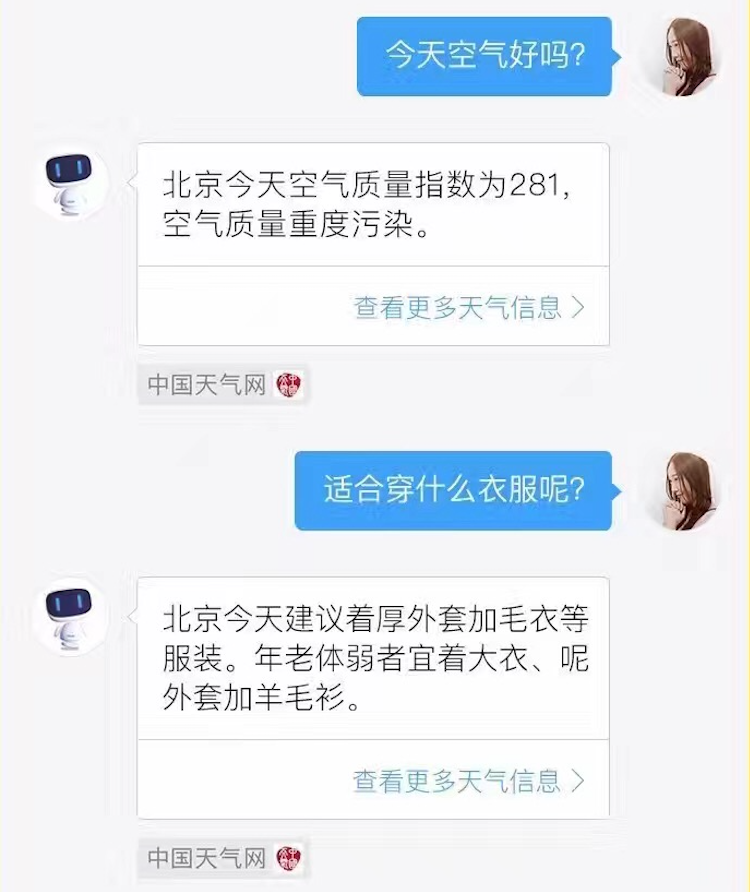 今天空气好吗?
北京今天空气质量指数为281,
空气质量重度污染。
查看更多天气信息 >
中国天气网
适合穿什么衣服呢?
北京今天建议着厚外套加毛衣等
服装。年老体弱者宜着大衣、呢
外套加羊毛衫。
查看更多天气信息 >
中国天气网